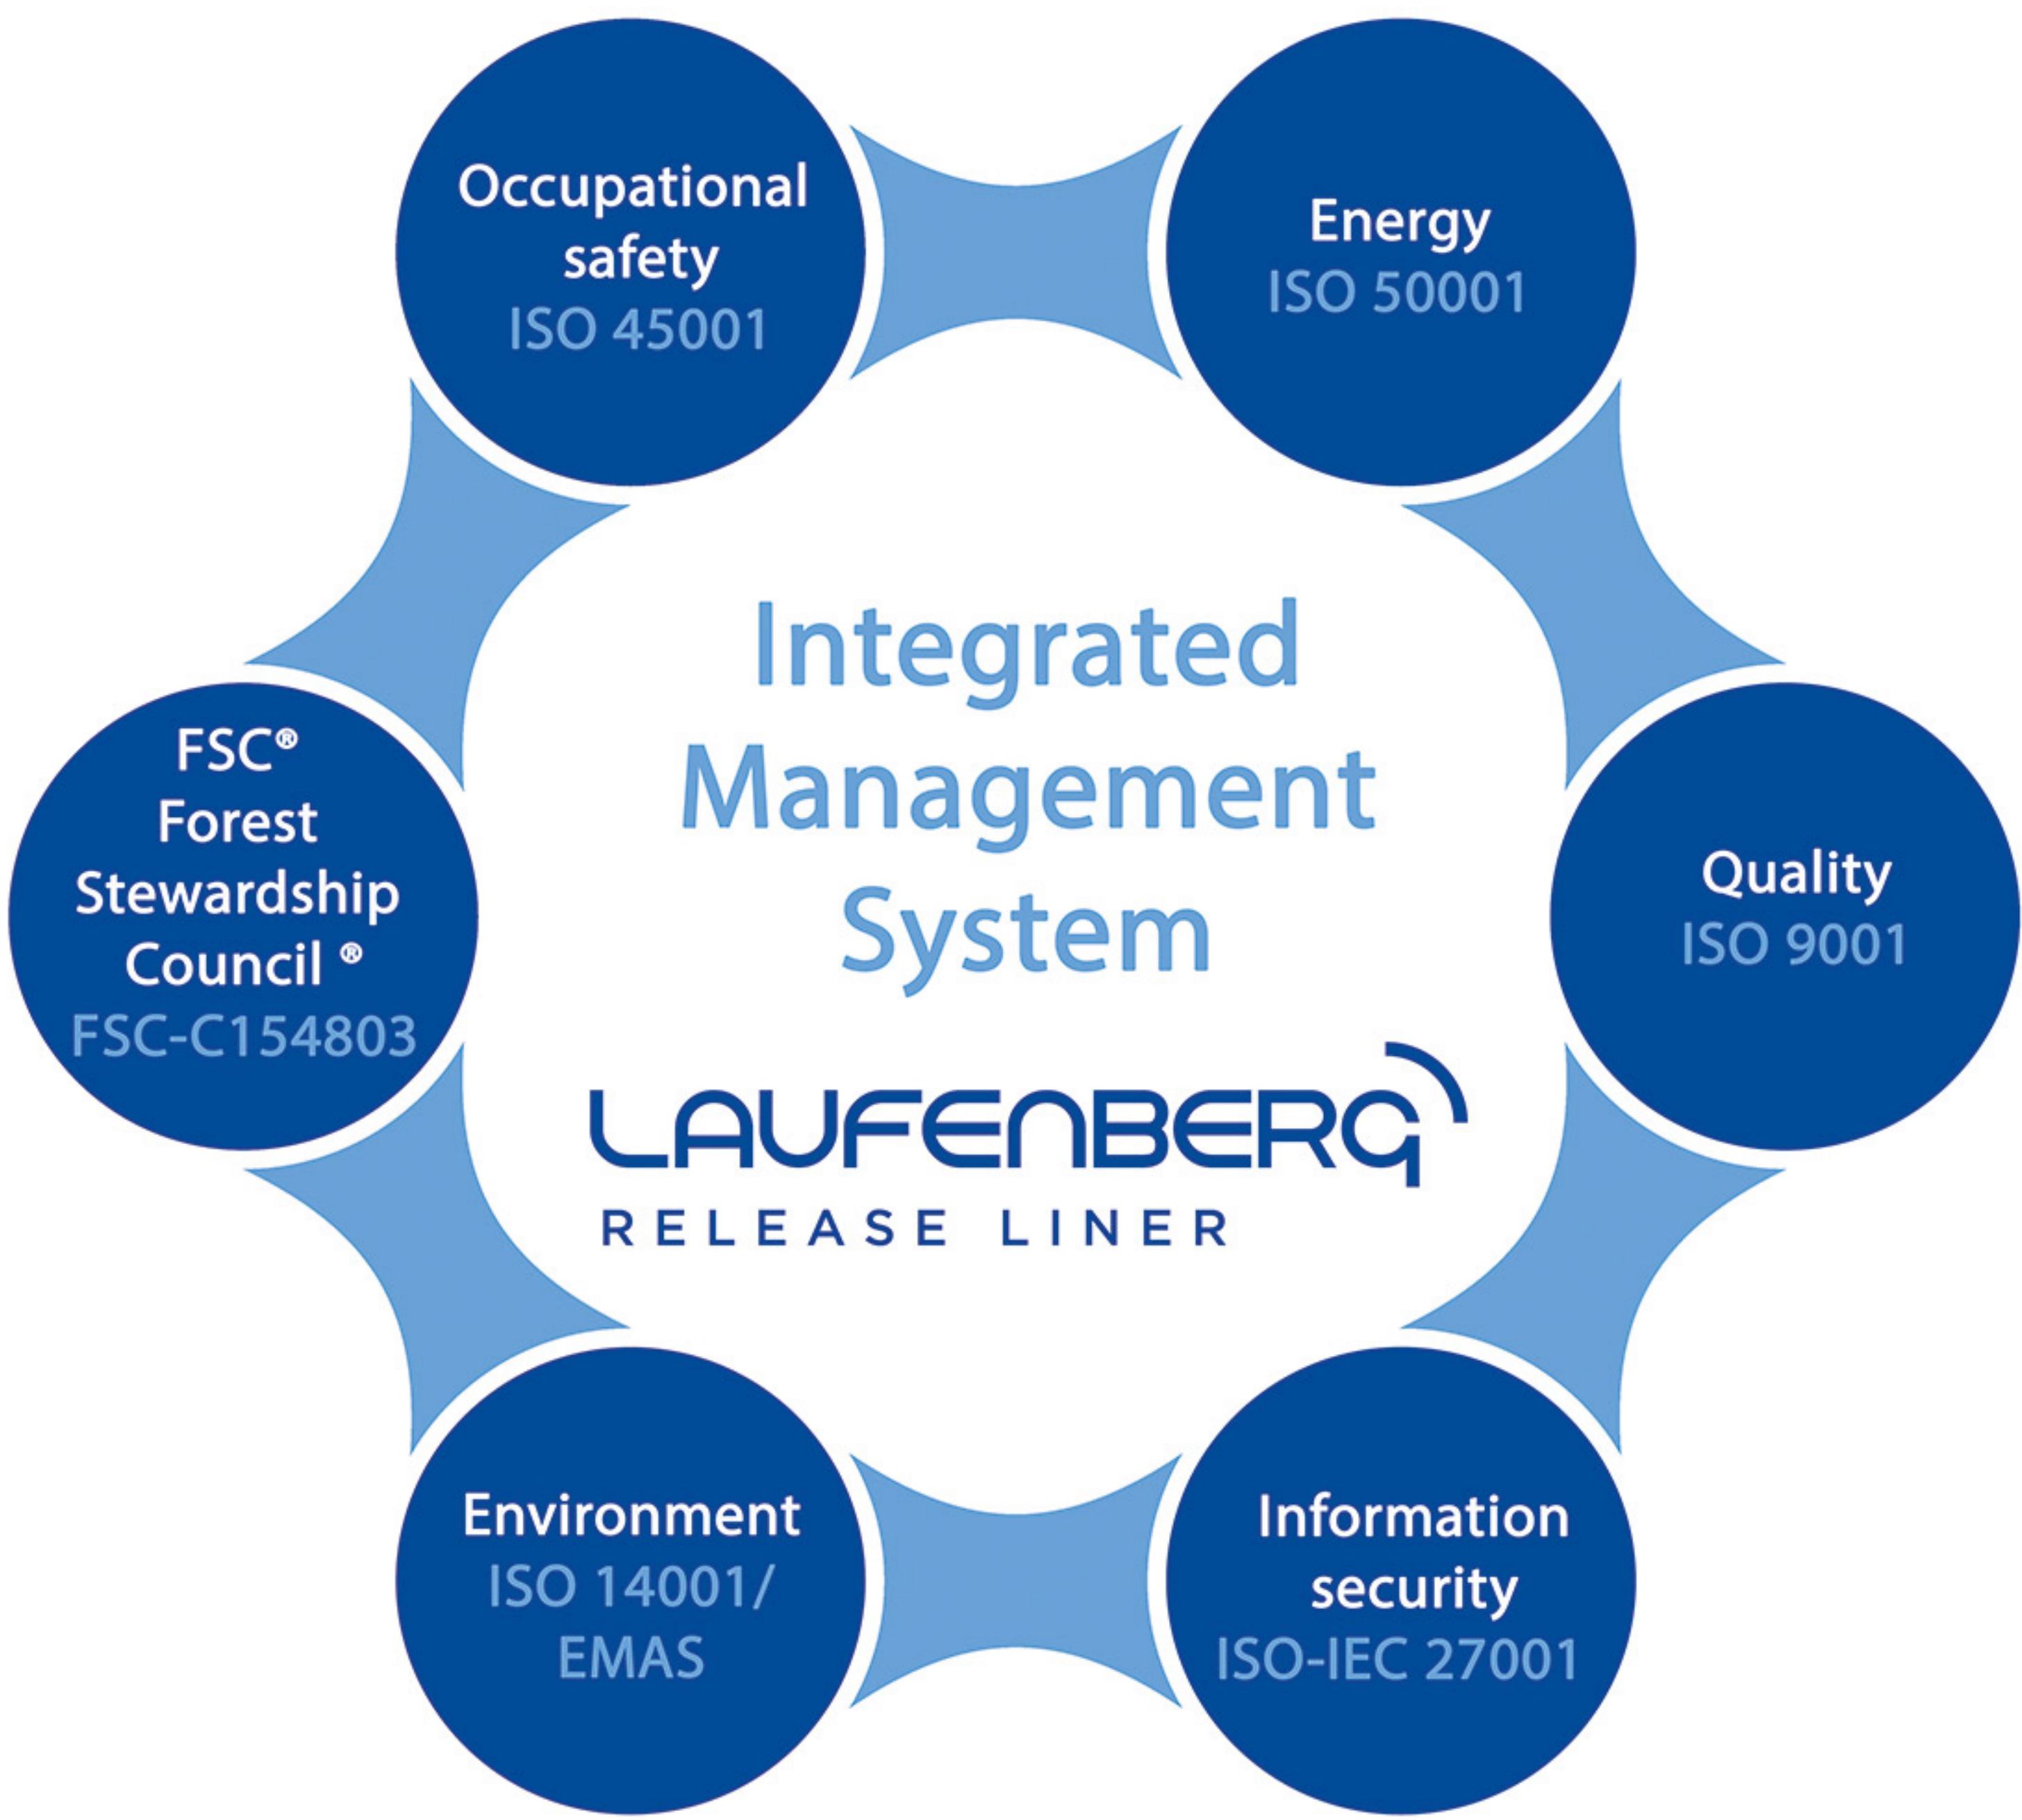 Occupational
safety
ISO 45001
Energy
ISO 50001
Integrated
Management
System
FSC®
Forest
Stewardship
Council ®
FSC-C154803
Quality
ISO 9001
LAUFENBERG
RELEASE LINER
Environment
ISO 14001/
EMAS
Information
security
ISO-IEC 27001